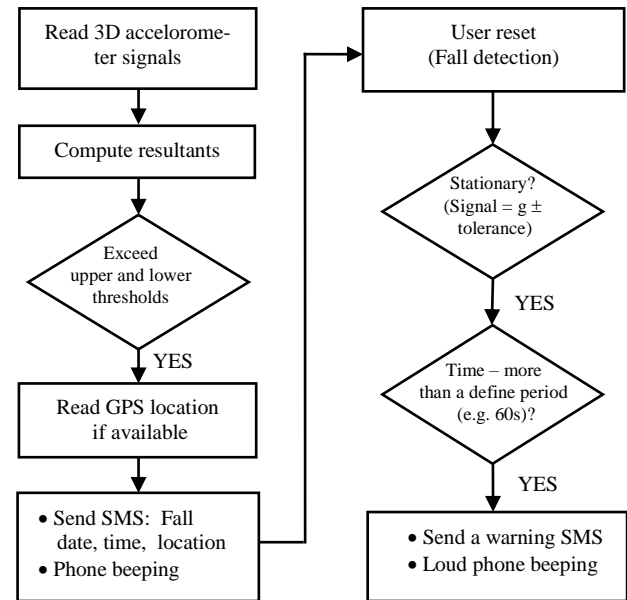 Read 3D accelorome-
ter signals
Compute resultants
Exceed
upper and lower
thresholds
YES
Read GPS location
if available
• Send SMS: Fall
date, time, location
• Phone beeping
User reset
(Fall detection)
Stationary?
(Signal = g ±
tolerance)
YES
Time – more
than a define period
(e.g. 60s)?
YES
• Send a warning SMS
• Loud phone beeping